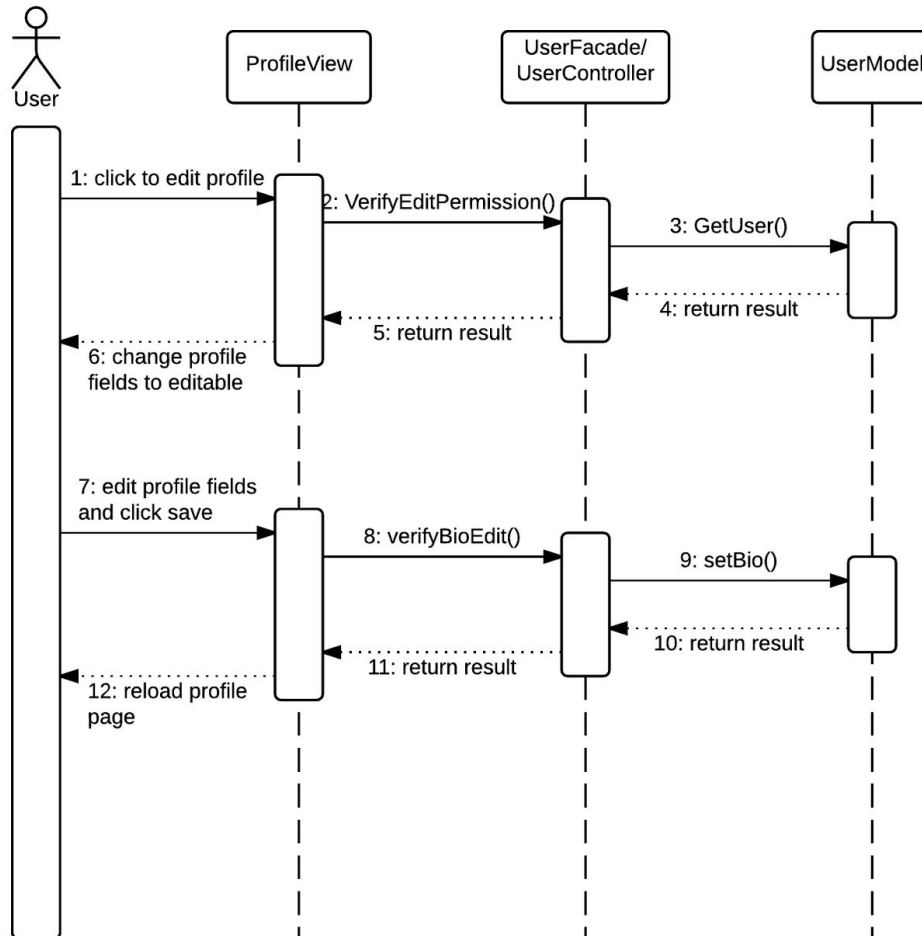 User
ProfileView
UserFacade/
UserController
UserModel
1: click to edit profile
2: VerifyEditPermission()
3: GetUser()
4: return result
5: return result
6: change profile
fields to editable
7: edit profile fields
and click save
8: verifyBioEdit()
9: setBio()
10: return result
11: return result
12: reload profile
page